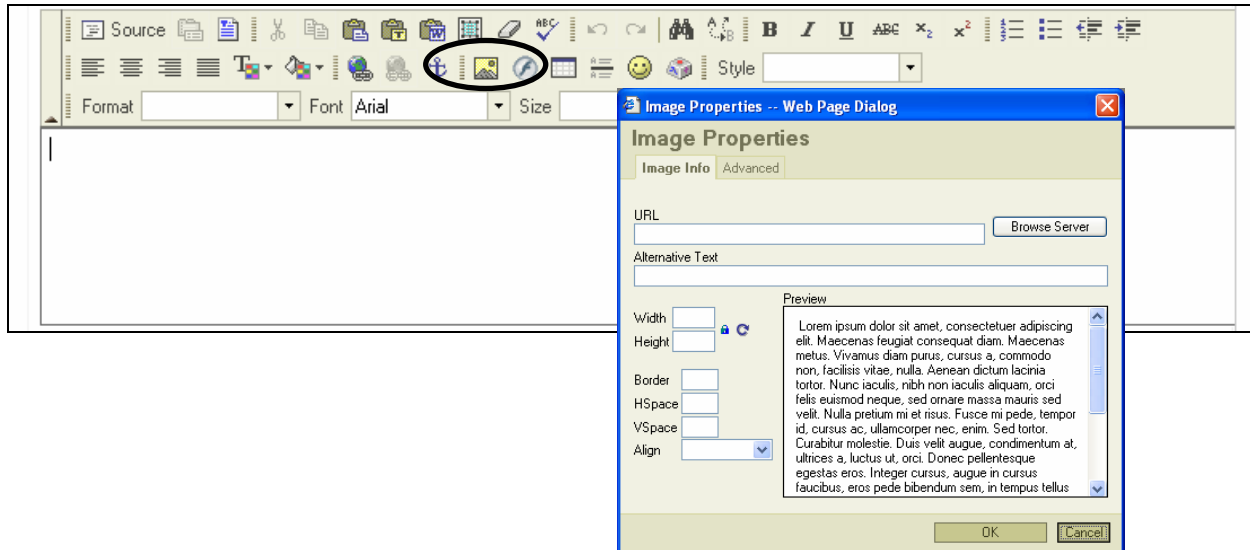 Source ABC B I U ABC x₂ x²
Style
Format Font Arial Size
Image Properties -- Web Page Dialog
Image Properties
Image Info Advanced
URL
Browse Server
Alternative Text
Preview
Width
Height
Border
HSpace
VSpace
Align
Lorem ipsum dolor sit amet, consectetuer adipiscing
elit. Maecenas feugiat consequat diam. Maecenas
metus. Vivamus diam purus, cursus a, commodo
non, facilisis vitae, nulla. Aenean dictum lacinia
tortor. Nunc iaculis, nibh non iaculis aliquam, orci
felis euismod neque, sed ornare massa mauris sed
velit. Nulla pretium mi et risus. Fusce mi pede, tempor
id, cursus ac, ullamcorper nec, enim. Sed tortor.
Curabitur molestie. Duis velit augue, condimentum at,
ultrices a, luctus ut, orci. Donec pellentesque
egestas eros. Integer cursus, augue in cursus
faucibus, eros pede bibendum sem, in tempus tellus
OK Cancel